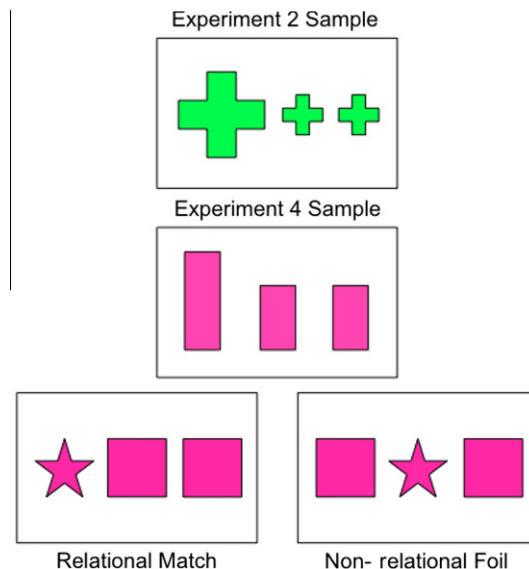 Experiment 2 Sample
Experiment 4 Sample
Relational Match
Non- relational Foil